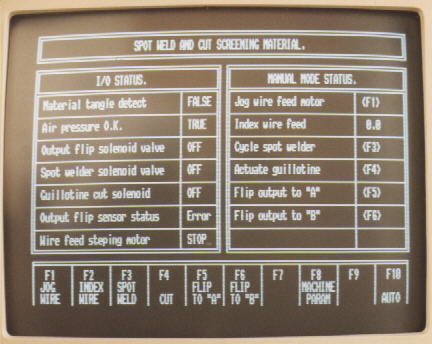 SPOT WELD AND CUT SCREENING MATERIAL.
I/O STATUS.
Material tangle detect FALSE
Air pressure O.K. TRUE
Output flip solenoid valve OFF
Spot welder solenoid valve OFF
Guillotine cut solenoid OFF
Output flip sensor status Error
Wire feed steping motor STOP
MANUAL MODE STATUS.
Jog wire feed motor <F1>
Index wire feed 0.0
Cycle spot welder <F3>
Actuate guillotine <F4>
Flip output to "A" <F5>
Flip output to "B" <F6>
F1 F2 F3 F4 F5 F6 F7 F8 F9 F10
JOG INDEX SPOT FLIP FLIP MACHINE
WIRE WIRE WELD CUT TO "A" TO "B" PARAM AUTO